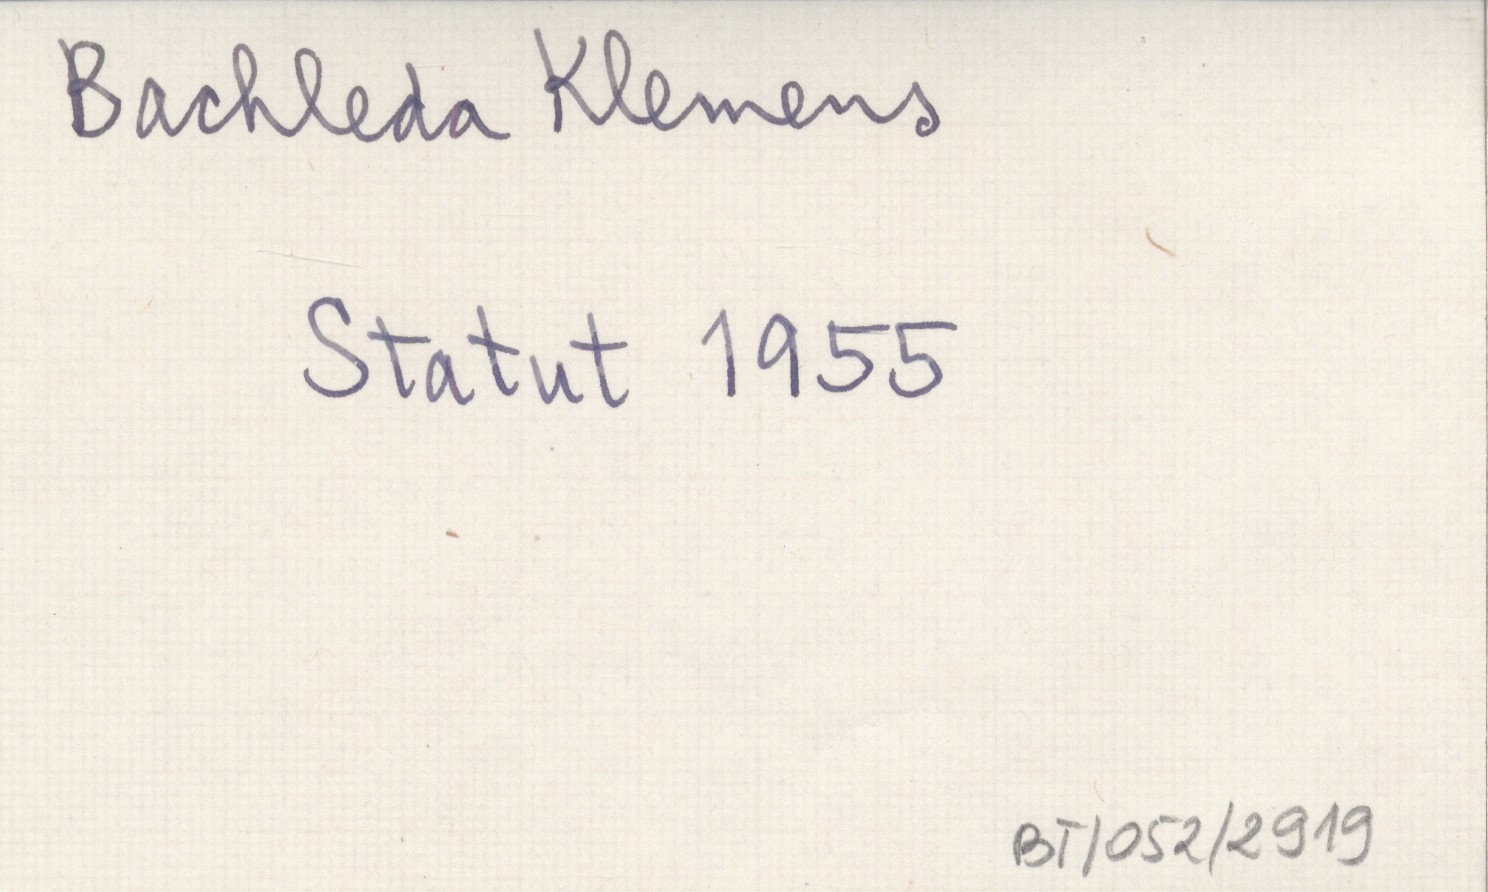 Bachleda Klemens
Statut 1955
BT/052/2919